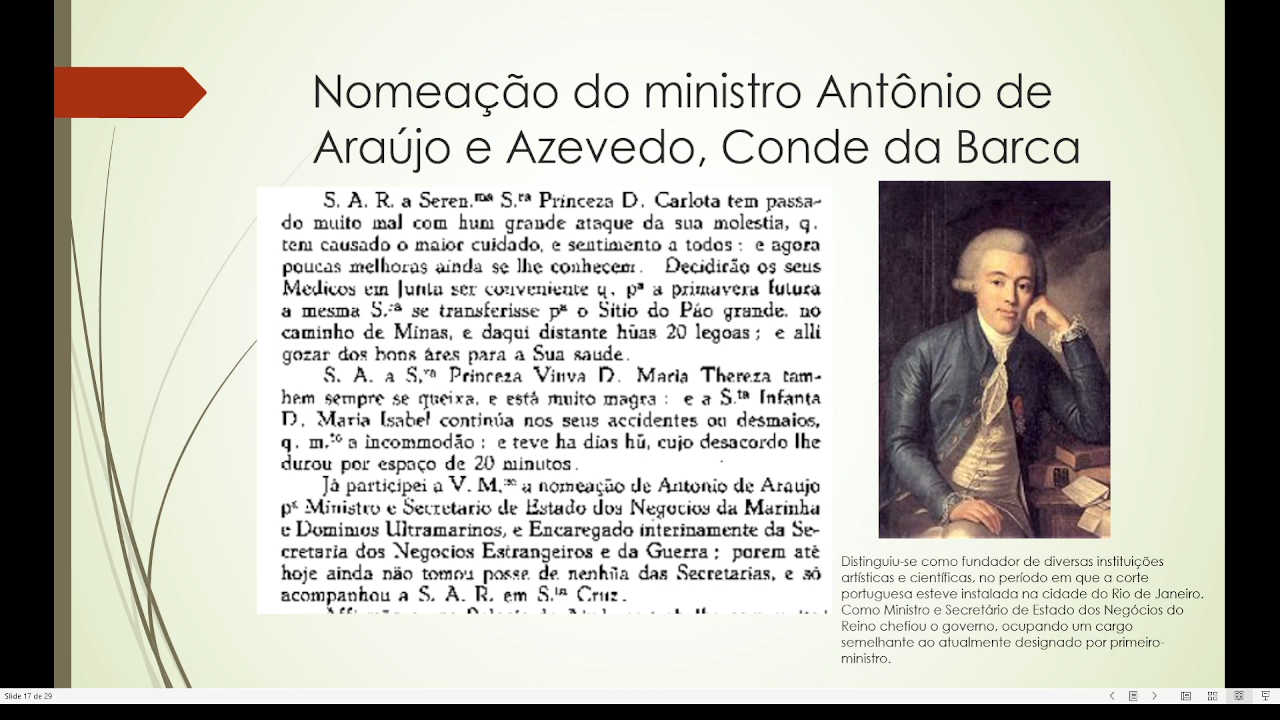 Nomeação do ministro Antônio de
Araújo e Azevedo, Conde da Barca
S. A. R. a Seren.ᵐᵃ S.ʳᵃ Princeza D. Carlota tem passa-
do muito mal com hum grande ataque da sua molestia, q.
tem causado o maior cuidado, e sentimento a todos : e agora
poucas melhoras ainda se lhe conhecem. Decidirão os seus
Medicos em Junta ser conveniente q. pᵃ a primavera futura
a mesma S.ʳᵃ se transferisse pᵃ o Sitio do Páo grande, no
caminho de Minas, e daqui distante hũas 20 legoas ; e alli
gozar dos bons áres para a Sua saude.
S. A. a S.ʳᵃ Princeza Viuva D. Maria Thereza tam-
bem sempre se queixa, e está muito magra : e a S.ʳᵃ Infanta
D. Maria Isabel continúa nos seus accidentes ou desmaios,
q. m.ᵗᵒ a incommodão : e teve ha dias hũ, cujo desacordo lhe
durou por espaço de 20 minutos.
Já participei a V. M.ᶜᵉ a nomeação de Antonio de Araujo
pᵃ Ministro e Secretario de Estado dos Negocios da Marinha
e Dominios Ultramarinos, e Encaregado interinamente da Se-
cretaria dos Negocios Estrangeiros e da Guerra ; porem até
hoje ainda não tomou posse de nenhũa das Secretarias, e só
acompanhou a S. A. R. em S.ᵗᵃ Cruz.
Distinguiu-se como fundador de diversas instituições
artísticas e científicas, no período em que a corte
portuguesa esteve instalada na cidade do Rio de Janeiro.
Como Ministro e Secretário de Estado dos Negócios do
Reino chefiou o governo, ocupando um cargo
semelhante ao atualmente designado por primeiro-
ministro.
Slide 17 de 29